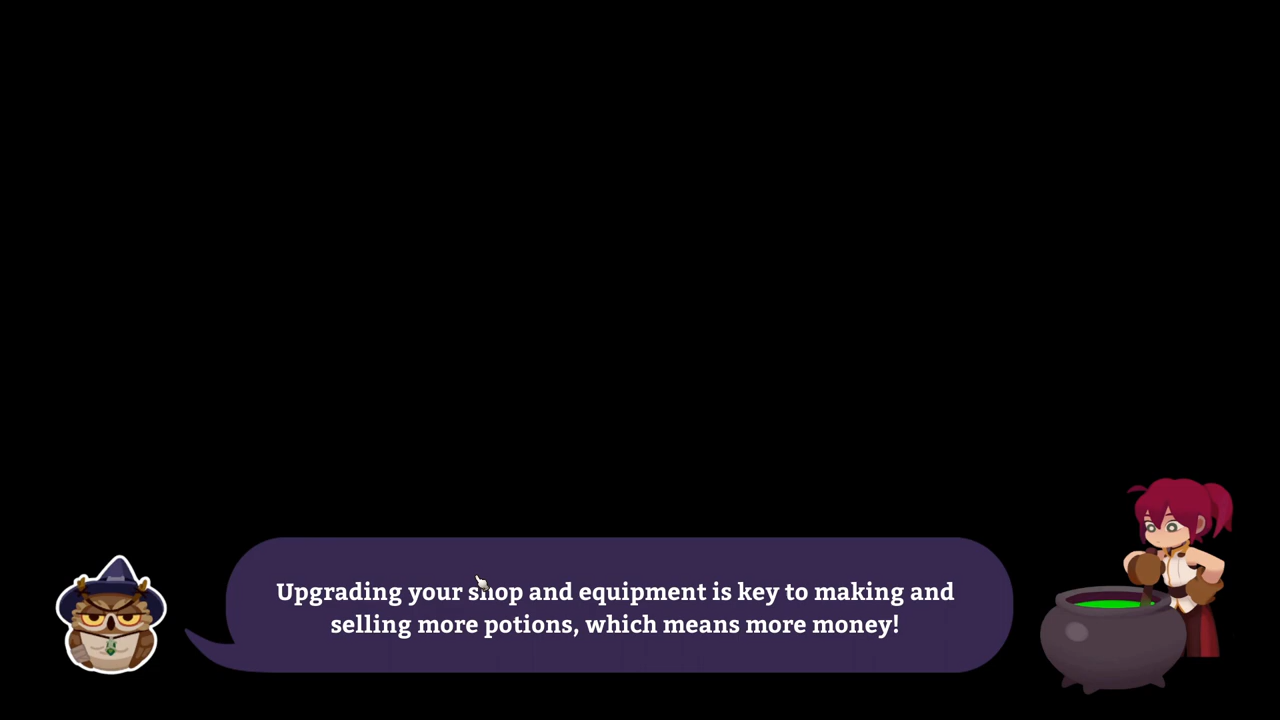 Upgrading your shop and equipment is key to making and
selling more potions, which means more money!